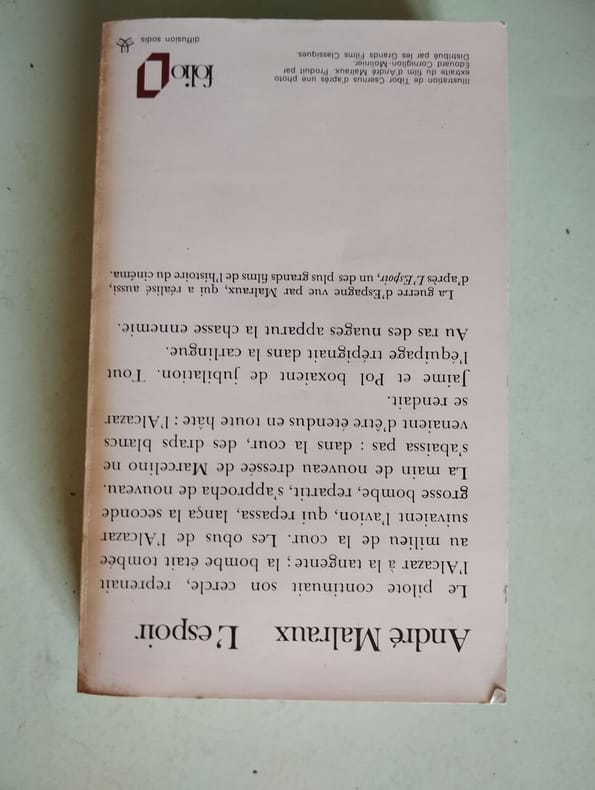 André Malraux L'espoir
Le pilote continuait son cercle, reprenait
l'Alcazar à la tangente ; la bombe était tombée
au milieu de la cour. Les obus de l'Alcazar
suivaient l'avion, qui repassa, lança la seconde
grosse bombe, repartit, s'approcha de nouveau.
La main de nouveau dressée de Marcelino ne
s'abaissa pas : dans la cour, des draps blancs
venaient d'être étendus en toute hâte : l'Alcazar
se rendait.
Jaime et Pol boxaient de jubilation. Tout
l'équipage trépignait dans la carlingue.
Au ras des nuages apparut la chasse ennemie.
La guerre d'Espagne vue par Malraux, qui a réalisé aussi,
d'après L'Espoir, un des plus grands films de l'histoire du cinéma.
Illustration de Tibor Csernus d'après une photo
extraite du film d'André Malraux. Produit par
Edouard Corniglion-Molinier.
Distribué par les Grands Films Classiques.
folio
diffusion sodis